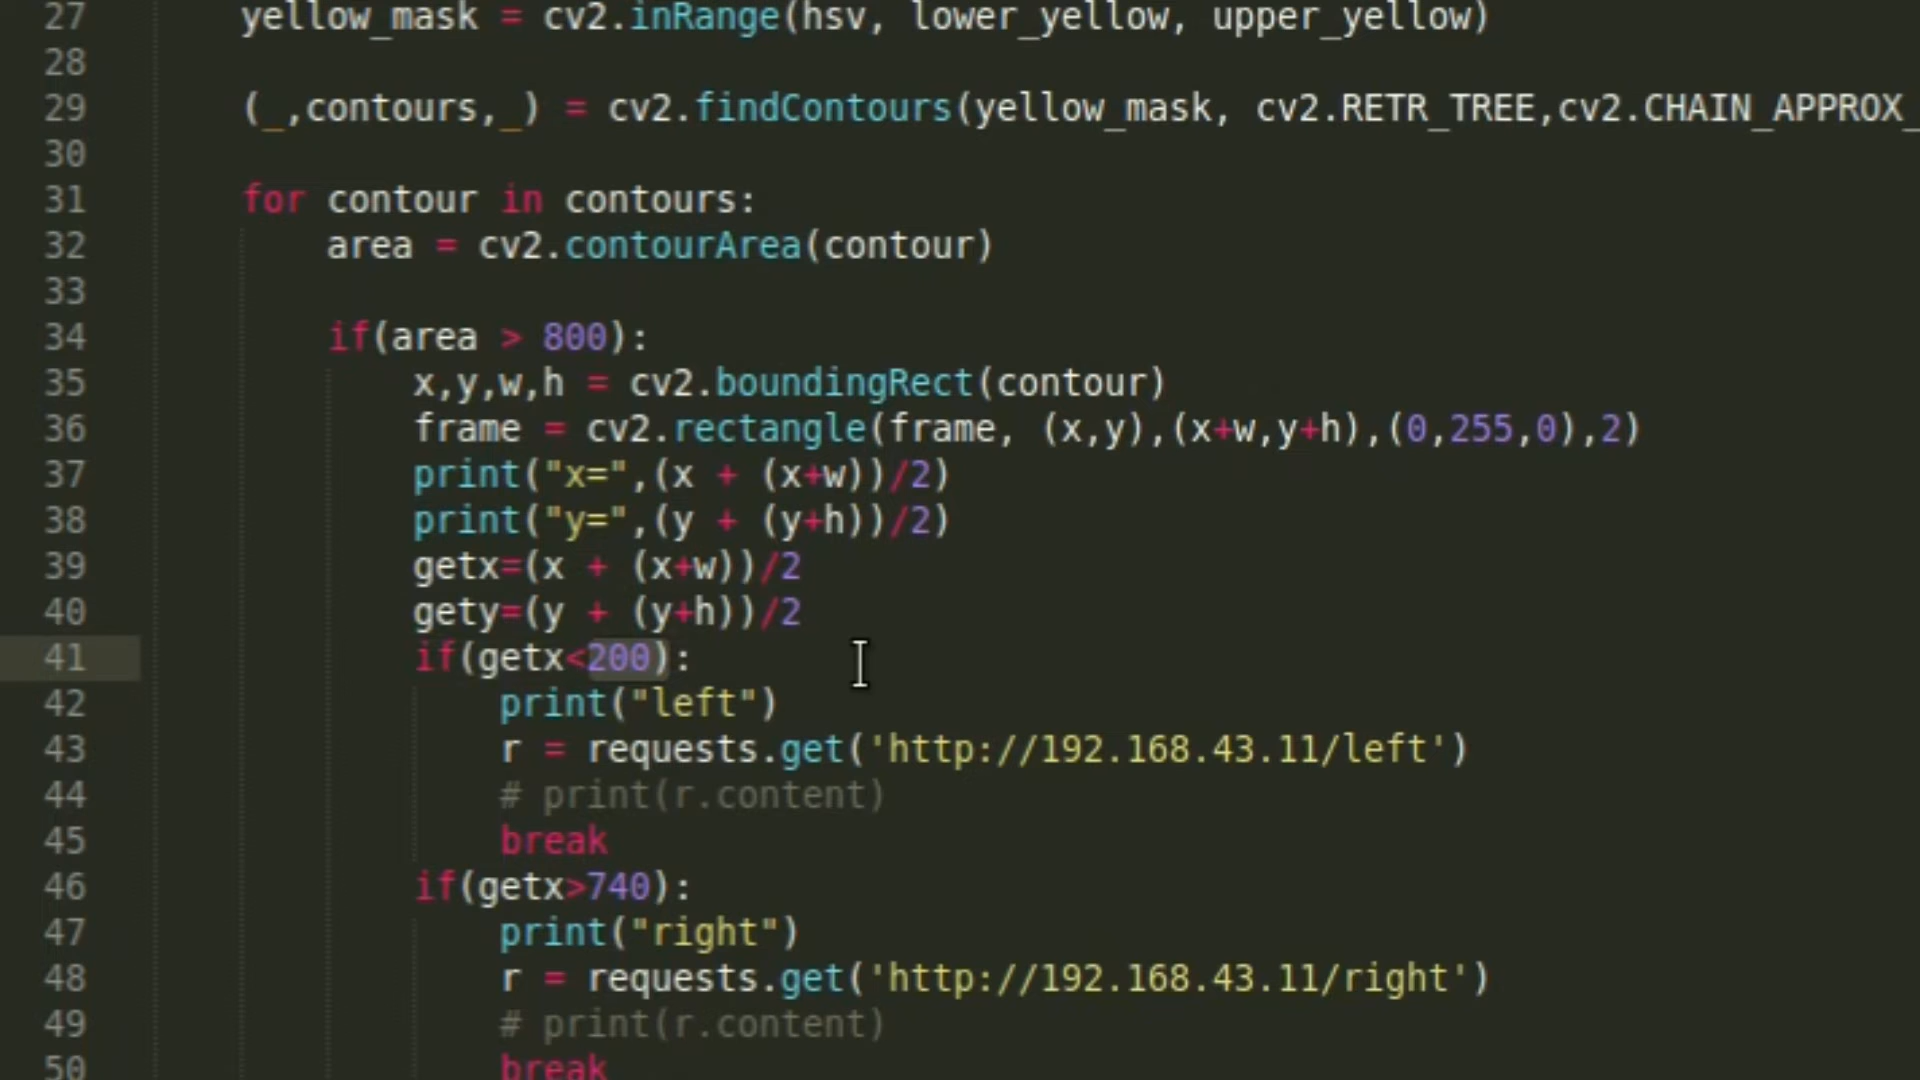 27 yellow_mask = cv2.inRange(hsv, lower_yellow, upper_yellow)
28
29 (_,contours,_) = cv2.findContours(yellow_mask, cv2.RETR_TREE,cv2.CHAIN_APPROX_
30
31 for contour in contours:
32 area = cv2.contourArea(contour)
33
34 if(area > 800):
35 x,y,w,h = cv2.boundingRect(contour)
36 frame = cv2.rectangle(frame, (x,y),(x+w,y+h),(0,255,0),2)
37 print("x=",(x + (x+w))/2)
38 print("y=",(y + (y+h))/2)
39 getx=(x + (x+w))/2
40 gety=(y + (y+h))/2
41 if(getx<200):
42 print("left")
43 r = requests.get('http://192.168.43.11/left')
44 # print(r.content)
45 break
46 if(getx>740):
47 print("right")
48 r = requests.get('http://192.168.43.11/right')
49 # print(r.content)
50 break